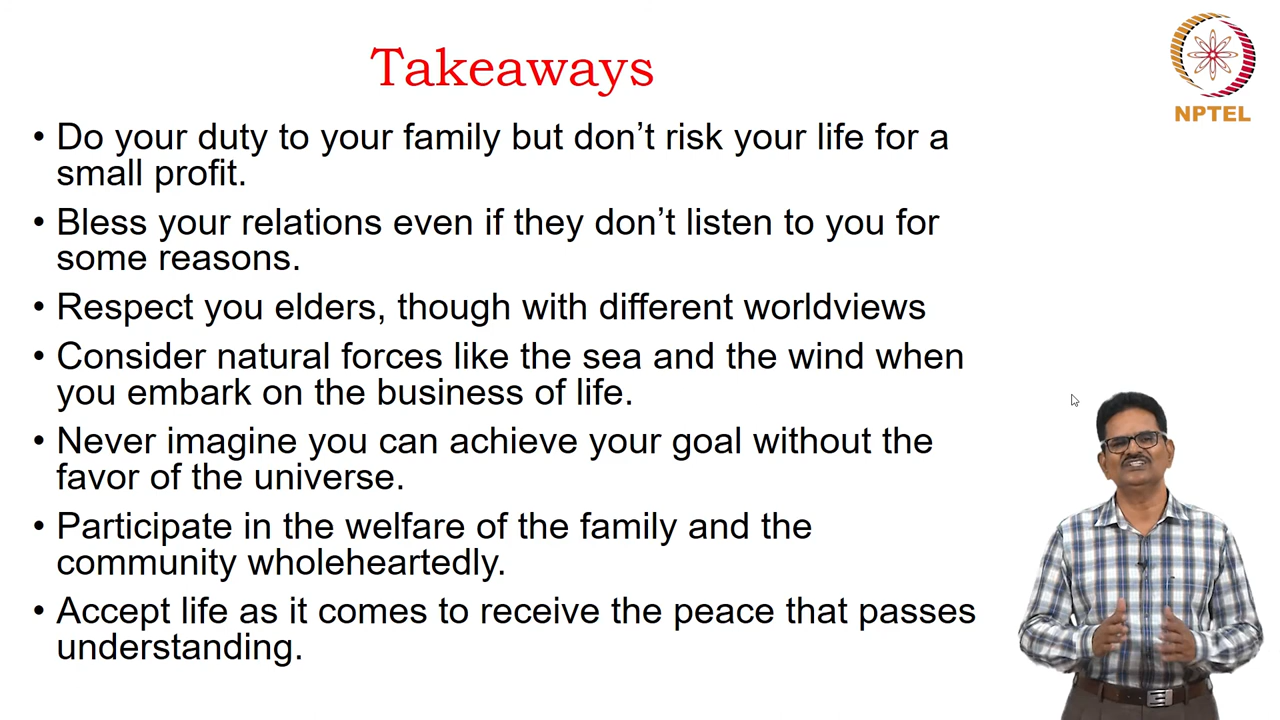 Takeaways
NPTEL
• Do your duty to your family but don’t risk your life for a
small profit.
• Bless your relations even if they don’t listen to you for
some reasons.
• Respect you elders, though with different worldviews
• Consider natural forces like the sea and the wind when
you embark on the business of life.
• Never imagine you can achieve your goal without the
favor of the universe.
• Participate in the welfare of the family and the
community wholeheartedly.
• Accept life as it comes to receive the peace that passes
understanding.